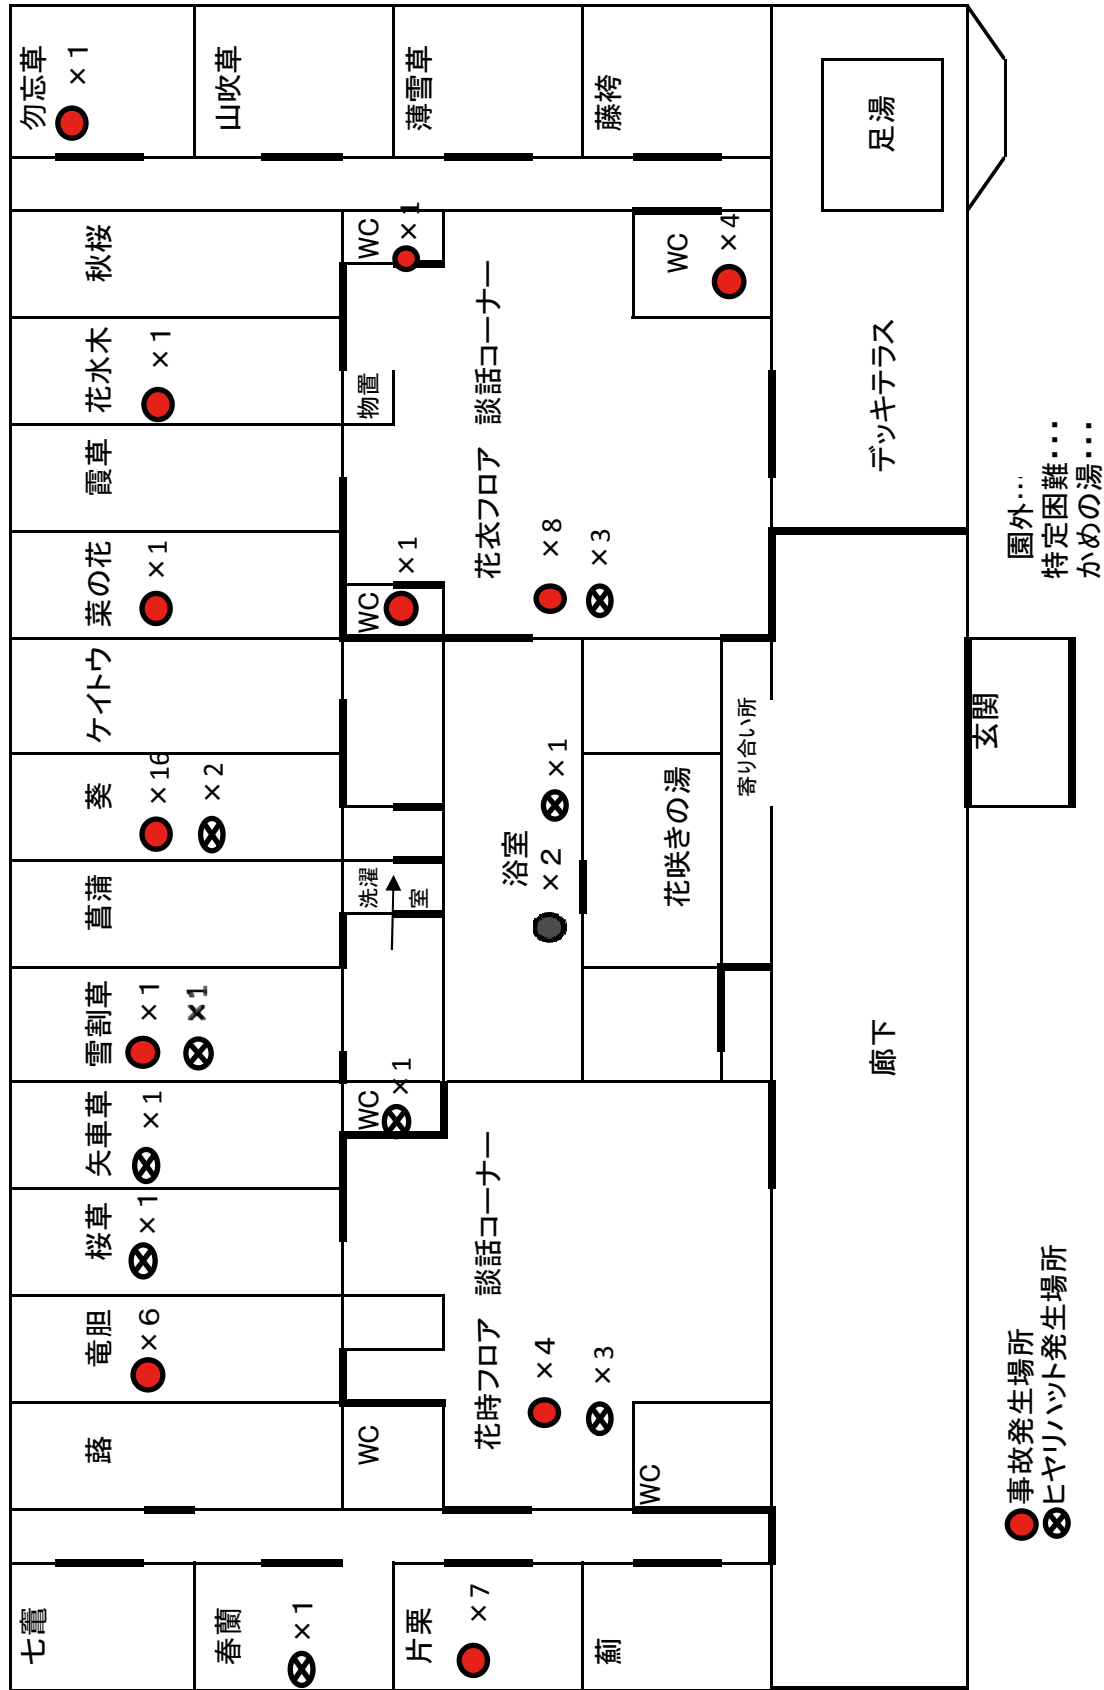 七竈
春蘭
×1
片栗
×7
薊
蕗
竜胆
×6
桜草
×1
矢車草
×1
雪割草
×1
×1
菖蒲
葵
×16
×2
ケイトウ
菜の花
×1
霞草
花水木
×1
秋桜
勿忘草
×1
山吹草
薄雪草
藤袴
WC
WC
WC
×1
洗濯
室
WC
×1
物置
WC
×1
WC
×4
花時フロア 談話コーナー
×4
×3
浴室
×2
×1
花咲きの湯
寄り合い所
花衣フロア 談話コーナー
×8
×3
廊下
デッキテラス
足湯
玄関
事故発生場所
ヒヤリハット発生場所
園外…
特定困難…
かめの湯…